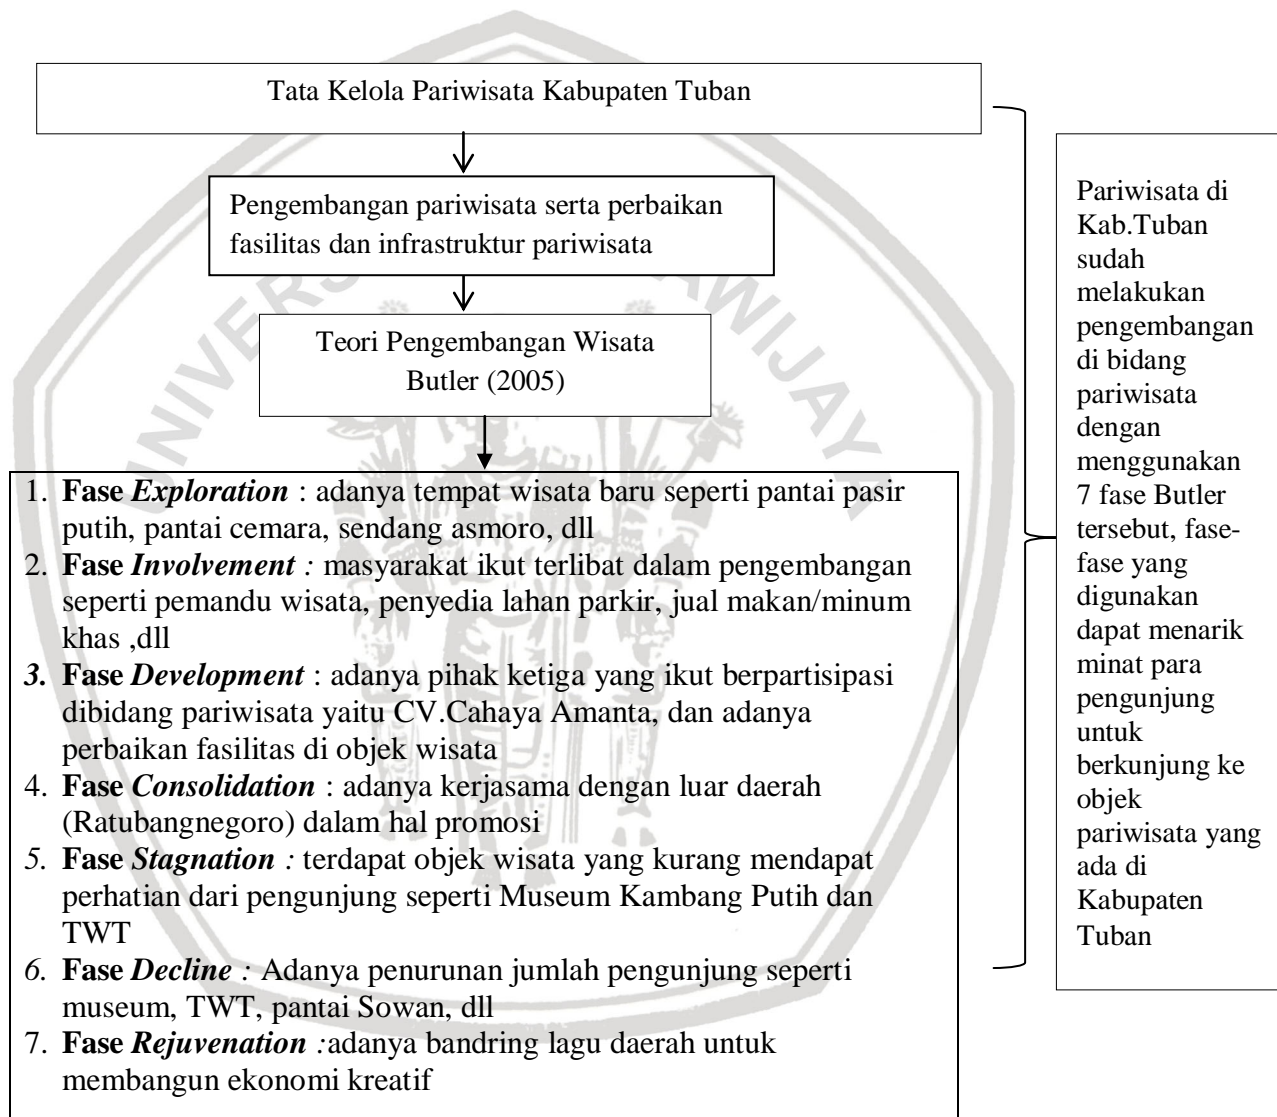 Tata Kelola Pariwisata Kabupaten Tuban
Pengembangan pariwisata serta perbaikan
fasilitas dan infrastruktur pariwisata
Teori Pengembangan Wisata
Butler (2005)
1. Fase Exploration : adanya tempat wisata baru seperti pantai pasir
putih, pantai cemara, sendang asmoro, dll
2. Fase Involvement : masyarakat ikut terlibat dalam pengembangan
seperti pemandu wisata, penyedia lahan parkir, jual makan/minum
khas ,dll
3. Fase Development : adanya pihak ketiga yang ikut berpartisipasi
dibidang pariwisata yaitu CV.Cahaya Amanta, dan adanya
perbaikan fasilitas di objek wisata
4. Fase Consolidation : adanya kerjasama dengan luar daerah
(Ratubangnegoro) dalam hal promosi
5. Fase Stagnation : terdapat objek wisata yang kurang mendapat
perhatian dari pengunjung seperti Museum Kambang Putih dan
TWT
6. Fase Decline : Adanya penurunan jumlah pengunjung seperti
museum, TWT, pantai Sowan, dll
7. Fase Rejuvenation :adanya bandring lagu daerah untuk
membangun ekonomi kreatif
Pariwisata di
Kab.Tuban
sudah
melakukan
pengembangan
di bidang
pariwisata
dengan
menggunakan
7 fase Butler
tersebut, fase-
fase yang
digunakan
dapat menarik
minat para
pengunjung
untuk
berkunjung ke
objek
pariwisata yang
ada di
Kabupaten
Tuban